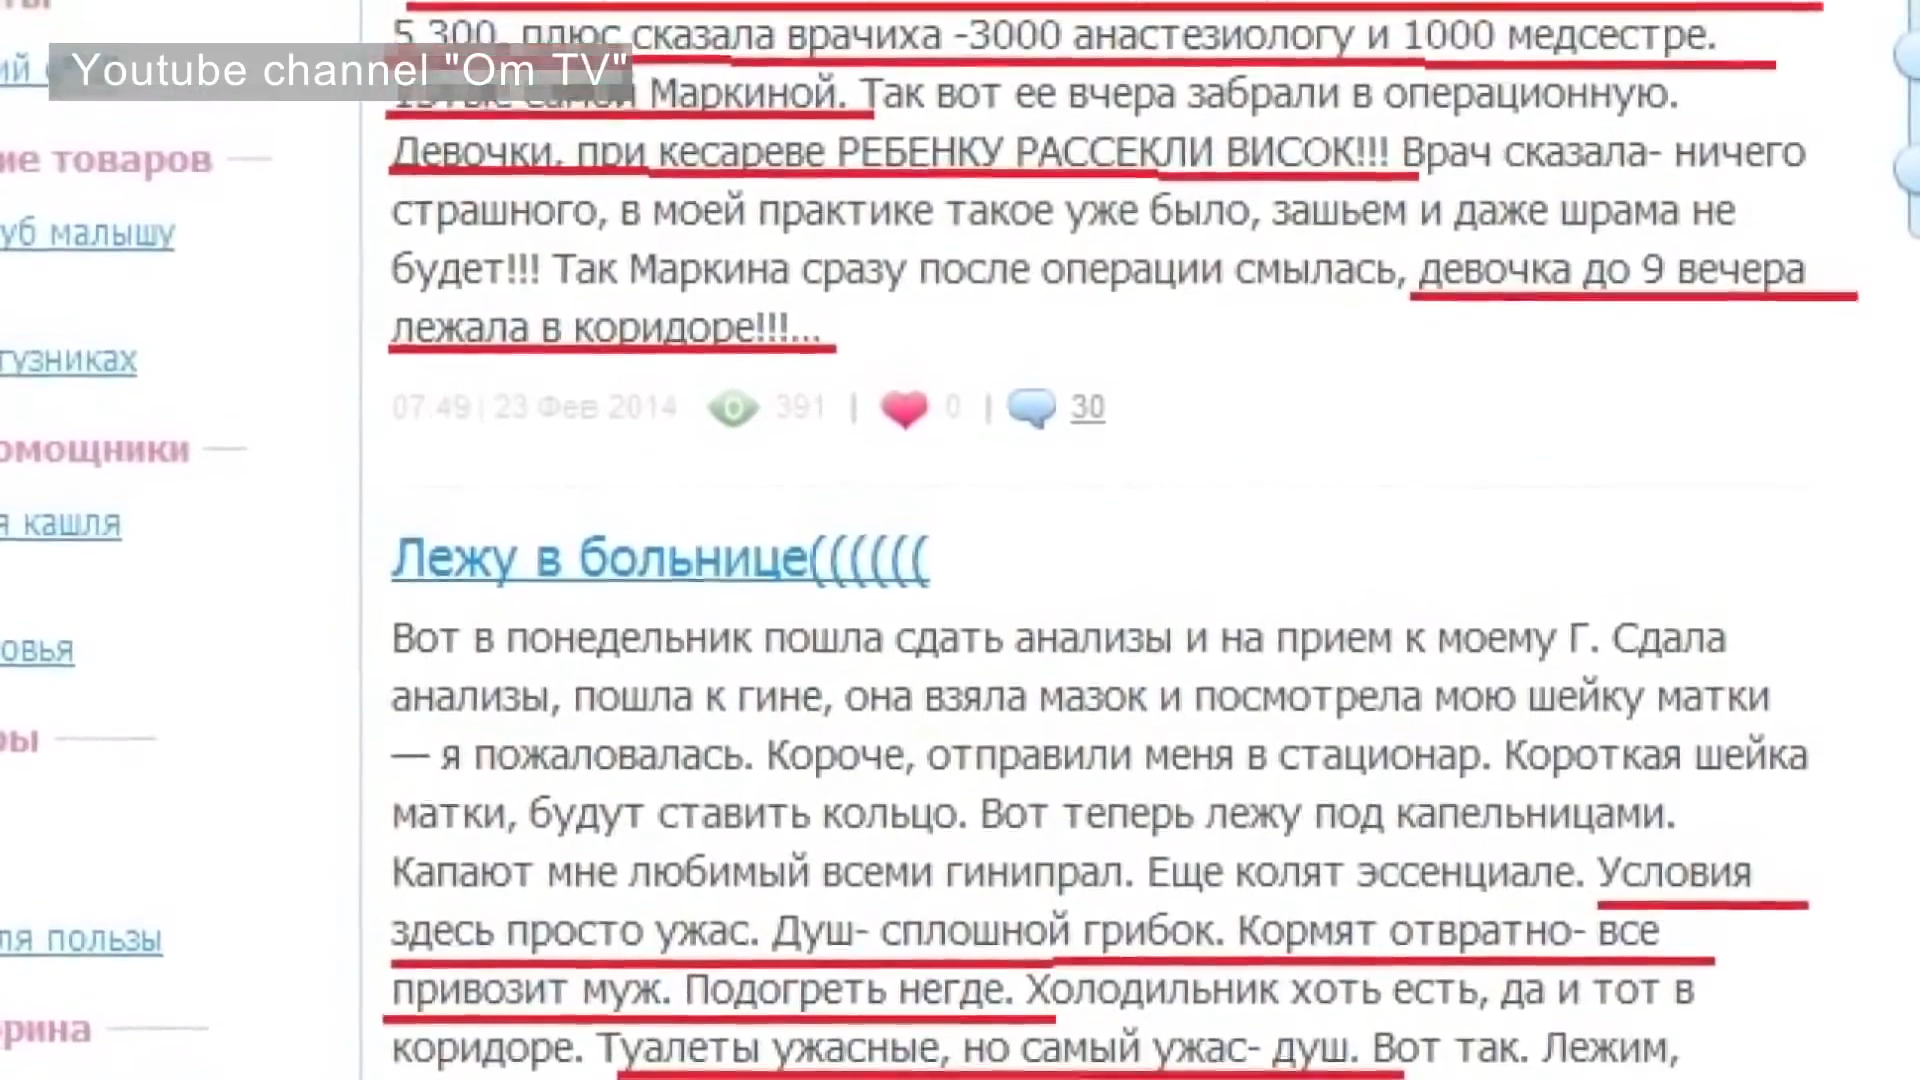 5 300, плюс сказала врачиха -3000 анастезиологу и 1000 медсестре.
Youtube channel "Om TV"
самой Маркиной. Так вот ее вчера забрали в операционную.
Девочки, при кесареве РЕБЕНКУ РАССЕКЛИ ВИСОК!!! Врач сказала- ничего
страшного, в моей практике такое уже было, зашьем и даже шрама не
будет!!! Так Маркина сразу после операции смылась, девочка до 9 вечера
лежала в коридоре!!!...
07:49 | 23 Фев 2014 391 | 0 | 30
Лежу в больнице((((((
Вот в понедельник пошла сдать анализы и на прием к моему Г. Сдала
анализы, пошла к гине, она взяла мазок и посмотрела мою шейку матки
— я пожаловалась. Короче, отправили меня в стационар. Короткая шейка
матки, будут ставить кольцо. Вот теперь лежу под капельницами.
Капают мне любимый всеми гинипрал. Еще колят эссенциале. Условия
здесь просто ужас. Душ- сплошной грибок. Кормят отвратно- все
привозит муж. Подогреть негде. Холодильник хоть есть, да и тот в
коридоре. Туалеты ужасные, но самый ужас- душ. Вот так. Лежим,
ие товаров
уб малышу
гузниках
омощники
я кашля
овья
ры
ля пользы
рина